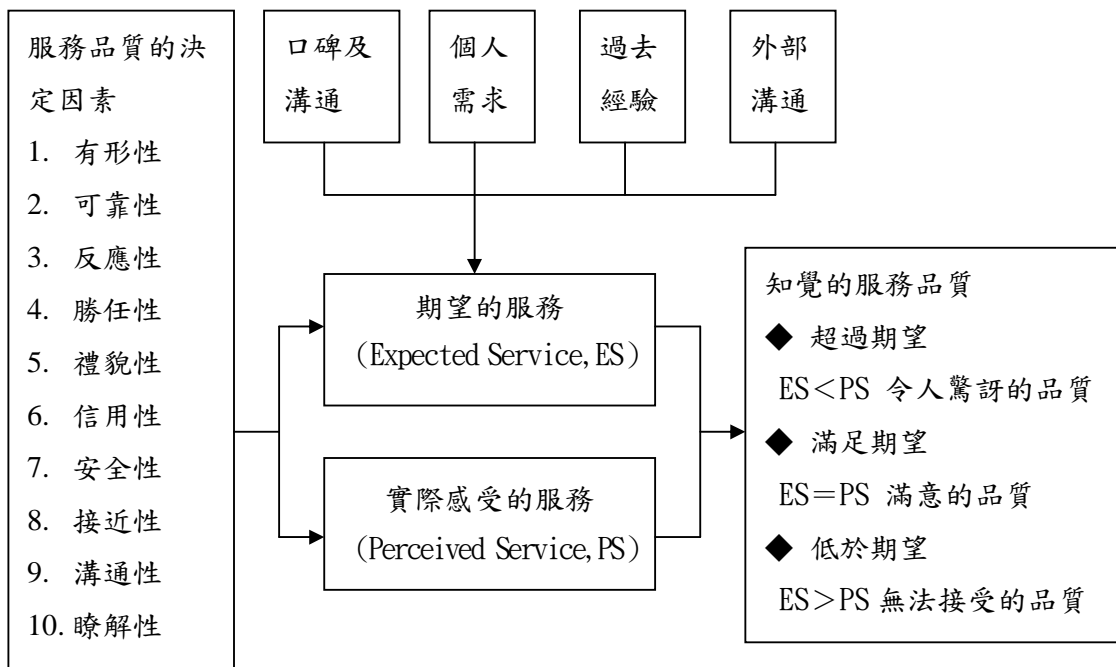 服務品質的決
定因素
1. 有形性
2. 可靠性
3. 反應性
4. 勝任性
5. 禮貌性
6. 信用性
7. 安全性
8. 接近性
9. 溝通性
10. 瞭解性
口碑及
溝通
個人
需求
過去
經驗
外部
溝通
期望的服務
(Expected Service, ES)
實際感受的服務
(Perceived Service, PS)
知覺的服務品質
◆ 超過期望
ES＜PS 令人驚訝的品質
◆ 滿足期望
ES＝PS 滿意的品質
◆ 低於期望
ES＞PS 無法接受的品質